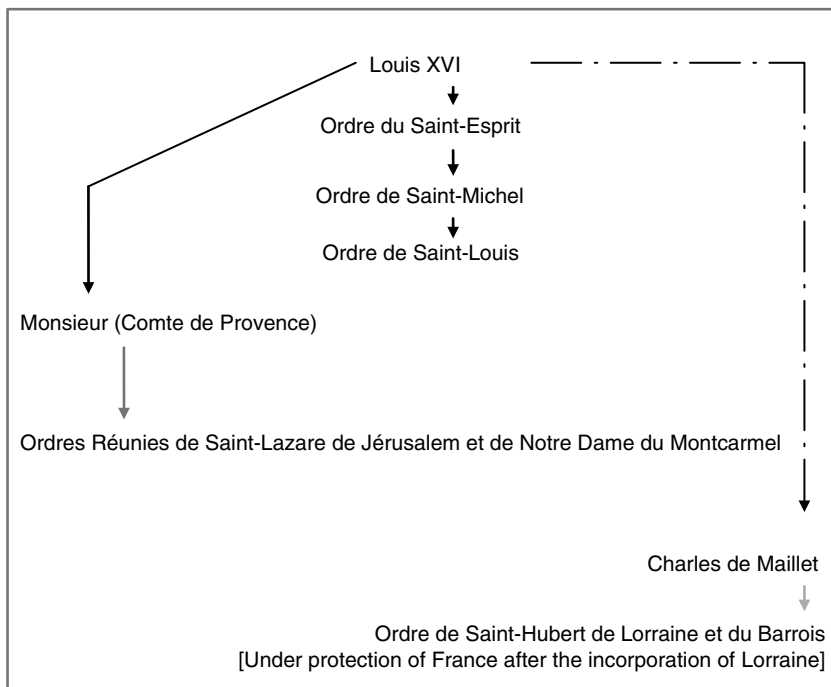 Louis XVI
Ordre du Saint-Esprit
Ordre de Saint-Michel
Ordre de Saint-Louis
Monsieur (Comte de Provence)
Ordres Réunies de Saint-Lazare de Jérusalem et de Notre Dame du Montcarmel
Charles de Maillet
Ordre de Saint-Hubert de Lorraine et du Barrois
[Under protection of France after the incorporation of Lorraine]